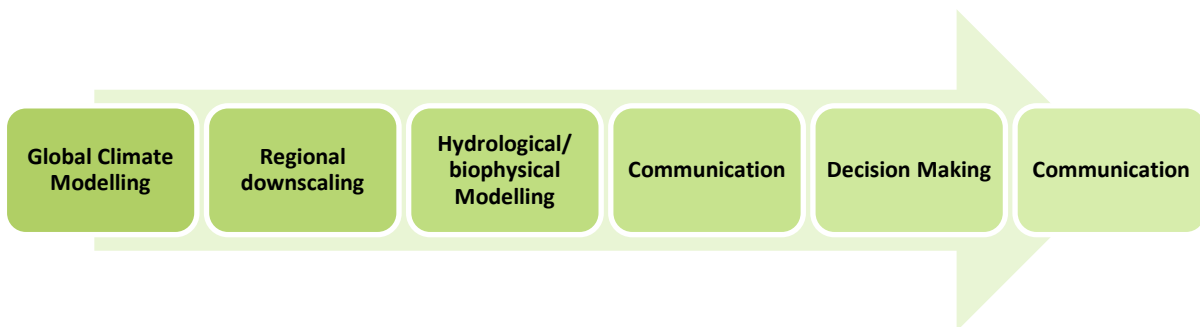 Global Climate
Modelling
Regional
downscaling
Hydrological/
biophysical
Modelling
Communication
Decision Making
Communication